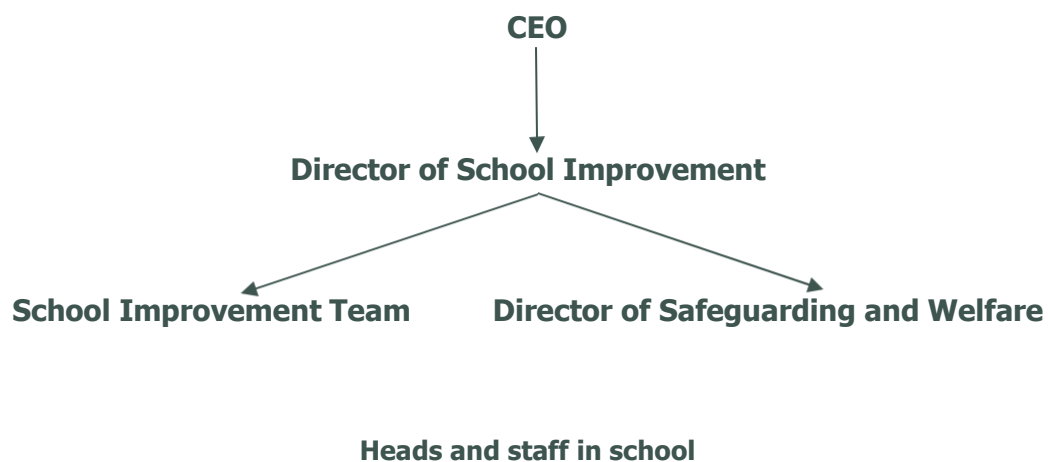 CEO
Director of School Improvement
School Improvement Team
Director of Safeguarding and Welfare
Heads and staff in school